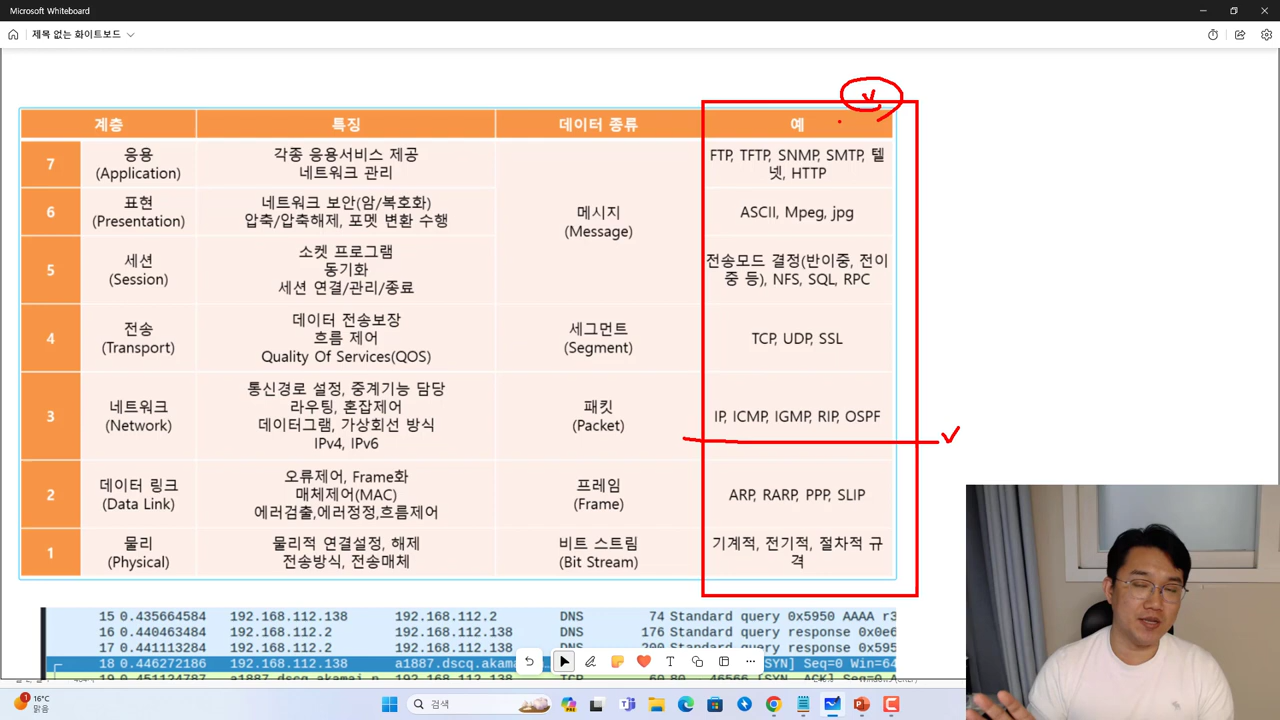 Microsoft Whiteboard
제목 없는 화이트보드
계층 특징 데이터 종류 예
7 응용 (Application) 각종 응용서비스 제공 네트워크 관리 FTP, TFTP, SNMP, SMTP, 텔넷, HTTP
6 표현 (Presentation) 네트워크 보안(암/복호화) 압축/압축해제, 포멧 변환 수행 메시지 (Message) ASCII, Mpeg, jpg
5 세션 (Session) 소켓 프로그램 동기화 세션 연결/관리/종료 전송모드 결정(반이중, 전이중 등), NFS, SQL, RPC
4 전송 (Transport) 데이터 전송보장 흐름 제어 Quality Of Services(QOS) 세그먼트 (Segment) TCP, UDP, SSL
3 네트워크 (Network) 통신경로 설정, 중계기능 담당 라우팅, 혼잡제어 데이터그램, 가상회선 방식 IPv4, IPv6 패킷 (Packet) IP, ICMP, IGMP, RIP, OSPF
2 데이터 링크 (Data Link) 오류제어, Frame화 매체제어(MAC) 에러검출,에러정정,흐름제어 프레임 (Frame) ARP, RARP, PPP, SLIP
1 물리 (Physical) 물리적 연결설정, 해제 전송방식, 전송매체 비트 스트림 (Bit Stream) 기계적, 전기적, 절차적 규격
15 0.435664584 192.168.112.138 192.168.112.2 DNS 74 Standard query 0x5950 AAAA r3
16 0.440463484 192.168.112.2 192.168.112.138 DNS 176 Standard query response 0x0e6
17 0.441113284 192.168.112.2 192.168.112.138 DNS 200 Standard query response 0x595
18 0.446272186 192.168.112.138 a1887.dscq.akama [SYN] Seq=0 Win=64
16°C
맑음
검색